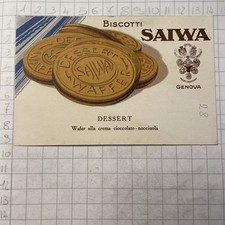 BISCOTTI
SAIWA
GENOVA
DESSERT
SAIWA
WAFER
DESSERT
Wafer alla crema cioccolato-nocciola